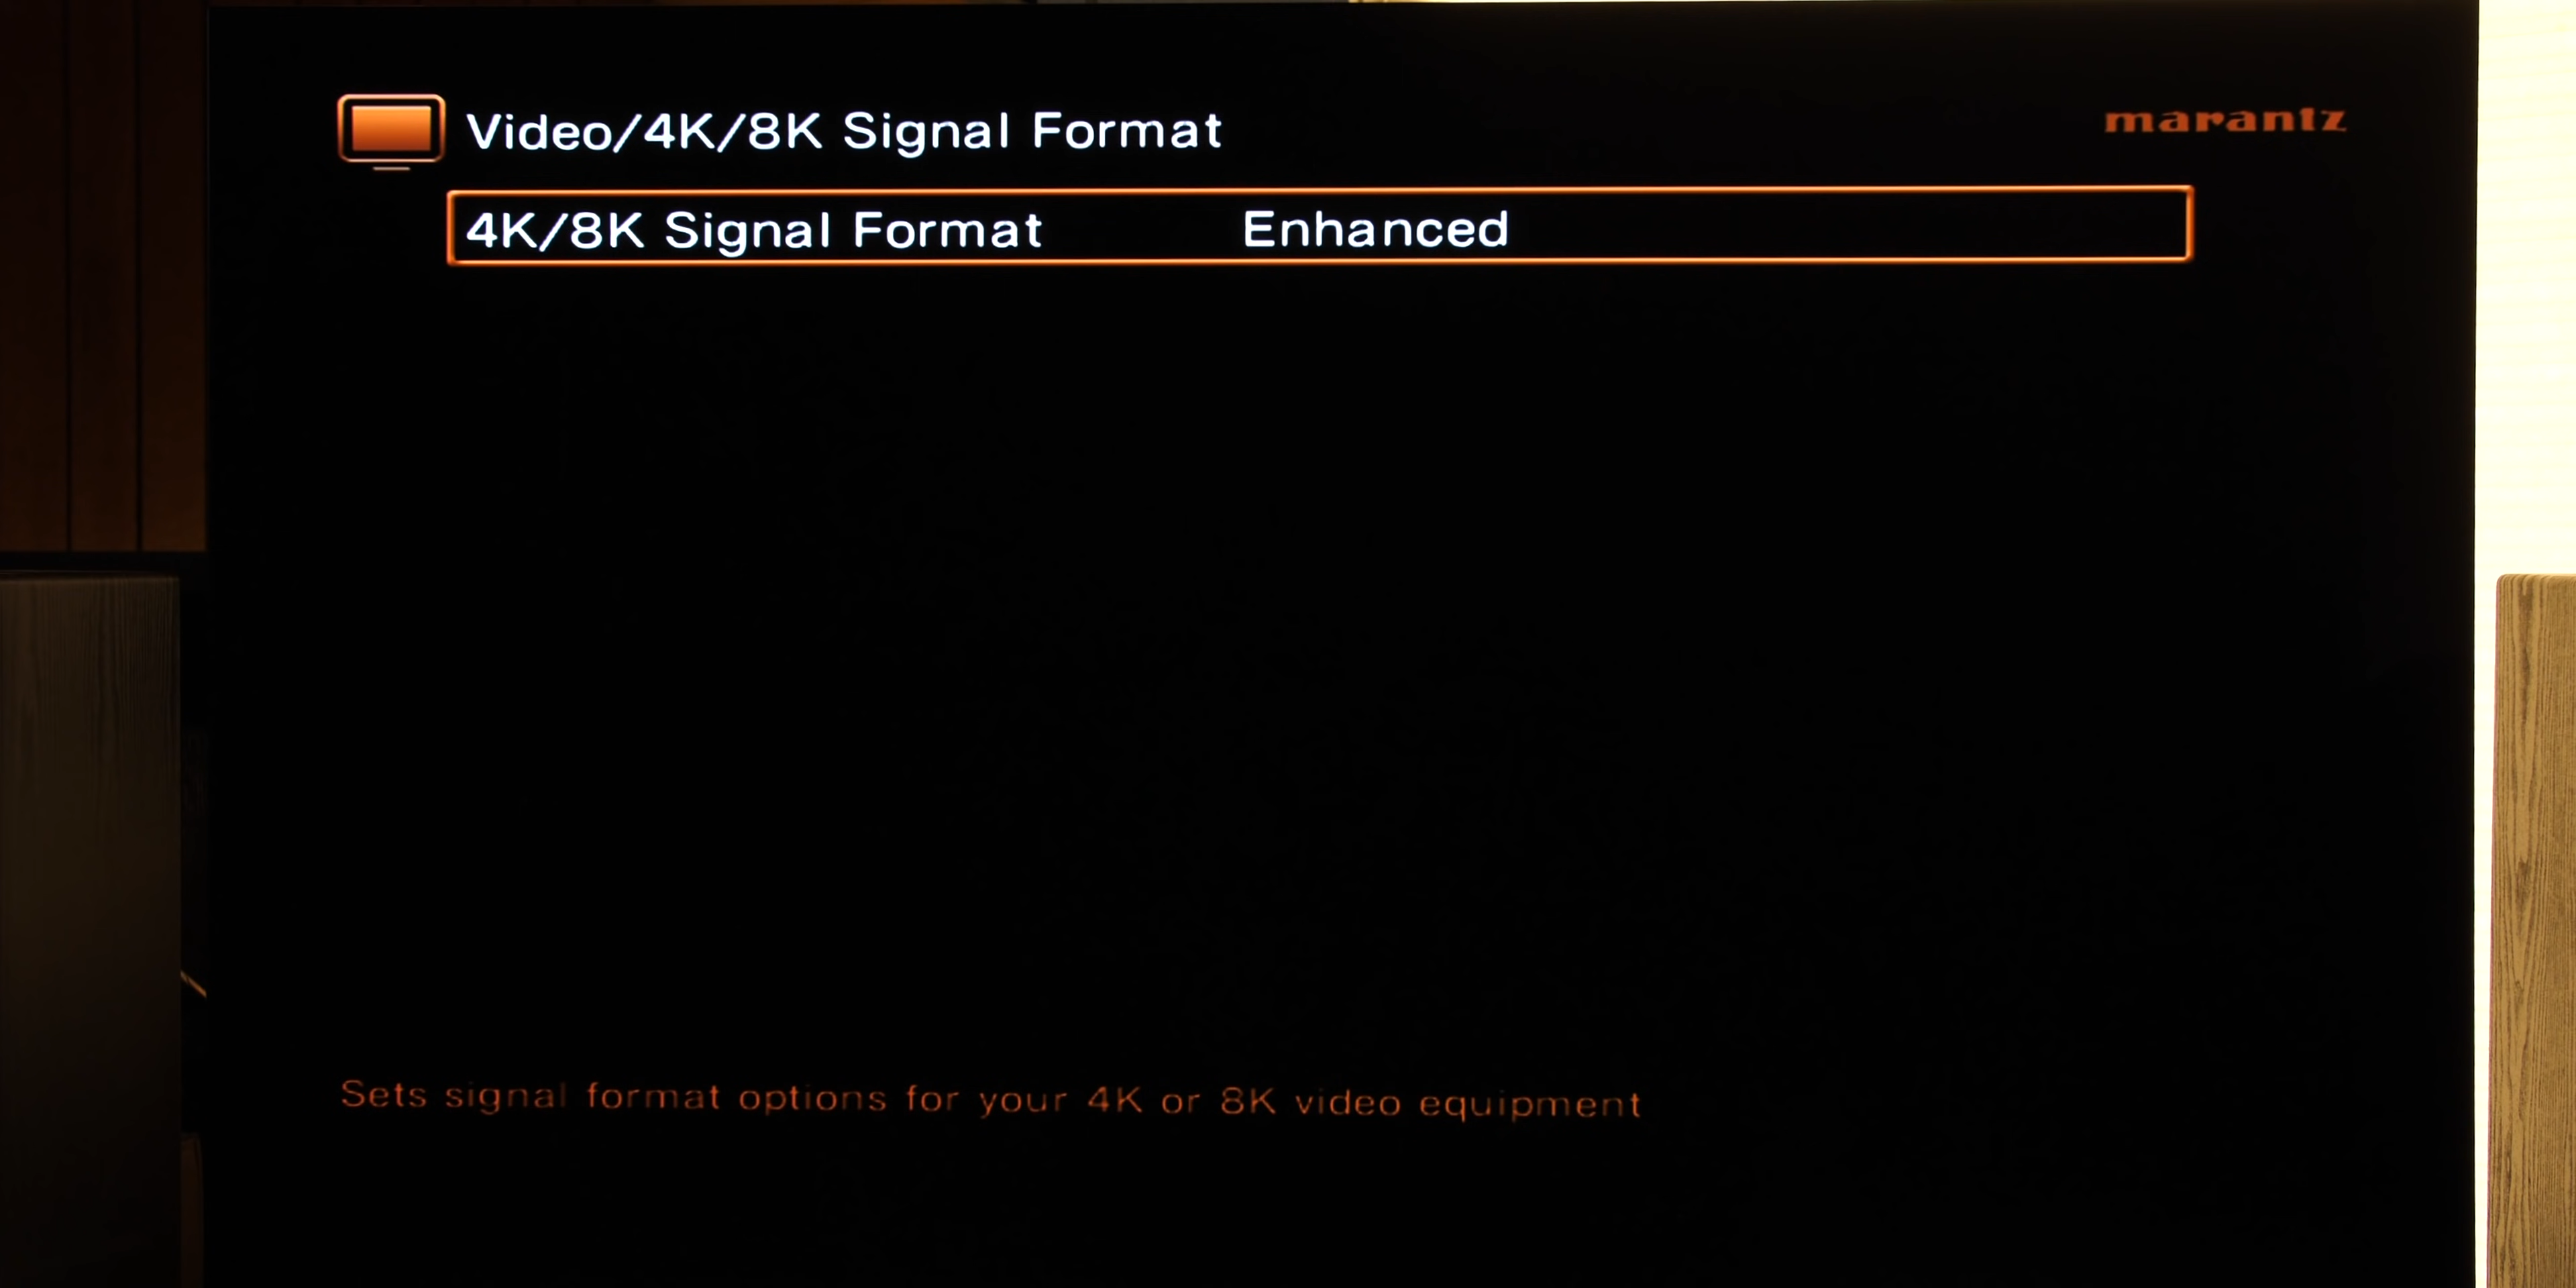 Video/4K/8K Signal Format
marantz
4K/8K Signal Format Enhanced
Sets signal format options for your 4K or 8K video equipment